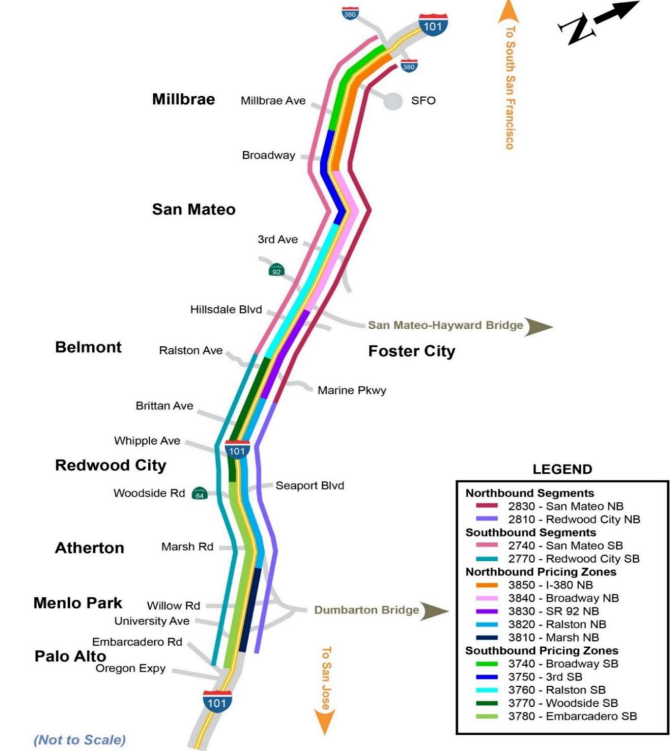 380
101
380
N
To South San Francisco
Millbrae
Millbrae Ave
SFO
Broadway
San Mateo
3rd Ave
92
Hillsdale Blvd
San Mateo-Hayward Bridge
Belmont
Ralston Ave
Foster City
Marine Pkwy
Brittan Ave
Whipple Ave
101
Redwood City
Woodside Rd
84
Seaport Blvd
Atherton
Marsh Rd
Menlo Park
Willow Rd
Dumbarton Bridge
University Ave
Embarcadero Rd
Palo Alto
Oregon Expy
To San Jose
101
(Not to Scale)
LEGEND
Northbound Segments
2830 - San Mateo NB
2810 - Redwood City NB
Southbound Segments
2740 - San Mateo SB
2770 - Redwood City SB
Northbound Pricing Zones
3850 - I-380 NB
3840 - Broadway NB
3830 - SR 92 NB
3820 - Ralston NB
3810 - Marsh NB
Southbound Pricing Zones
3740 - Broadway SB
3750 - 3rd SB
3760 - Ralston SB
3770 - Woodside SB
3780 - Embarcadero SB